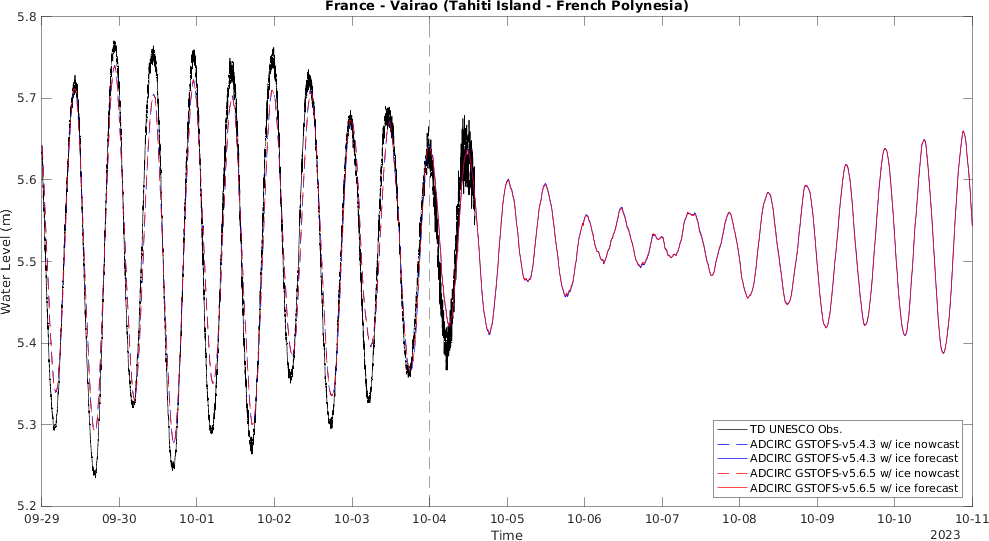 France - Vairao (Tahiti Island - French Polynesia)
5.8
5.7
5.6
5.5
5.4
5.3
5.2
Water Level (m)
TD UNESCO Obs.
ADCIRC GSTOFS-v5.4.3 w/ ice nowcast
ADCIRC GSTOFS-v5.4.3 w/ ice forecast
ADCIRC GSTOFS-v5.6.5 w/ ice nowcast
ADCIRC GSTOFS-v5.6.5 w/ ice forecast
09-29 09-30 10-01 10-02 10-03 10-04 10-05 10-06 10-07 10-08 10-09 10-10 10-11
Time
2023